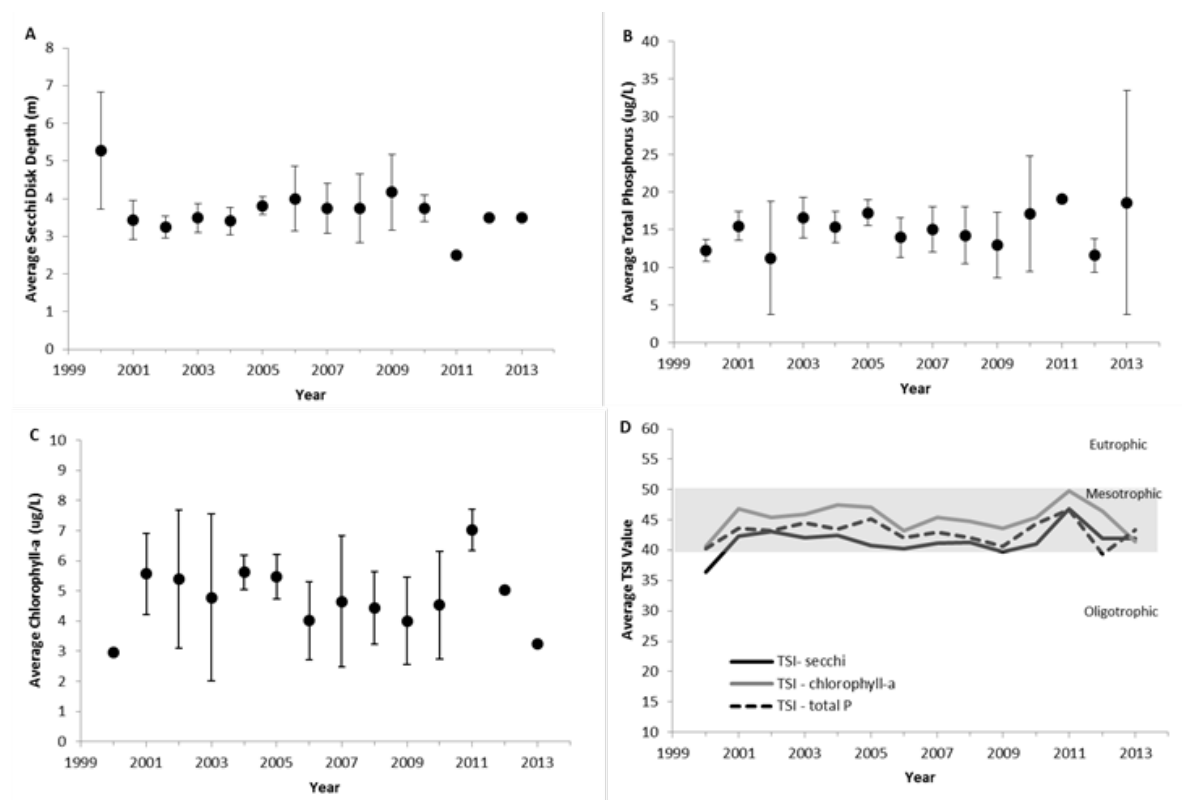 A
Average Secchi Disk Depth (m)
8
7
6
5
4
3
2
1
0
1999 2001 2003 2005 2007 2009 2011 2013
Year
B
Average Total Phosphorus (ug/L)
40
35
30
25
20
15
10
5
0
1999 2001 2003 2005 2007 2009 2011 2013
Year
C
Average Chlorophyll-a (ug/L)
10
9
8
7
6
5
4
3
2
1
0
1999 2001 2003 2005 2007 2009 2011 2013
Year
D
Average TSI Value
60
55
50
45
40
35
30
25
20
15
10
Eutrophic
Mesotrophic
Oligotrophic
TSI- secchi
TSI - chlorophyll-a
TSI - total P
1999 2001 2003 2005 2007 2009 2011 2013
Year